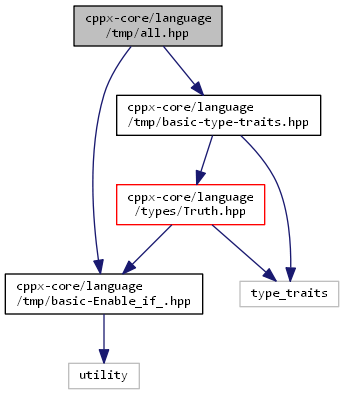 cppx-core/language
/tmp/all.hpp
cppx-core/language
/tmp/basic-type-traits.hpp
cppx-core/language
/types/Truth.hpp
cppx-core/language
/tmp/basic-Enable_if_.hpp
type_traits
utility